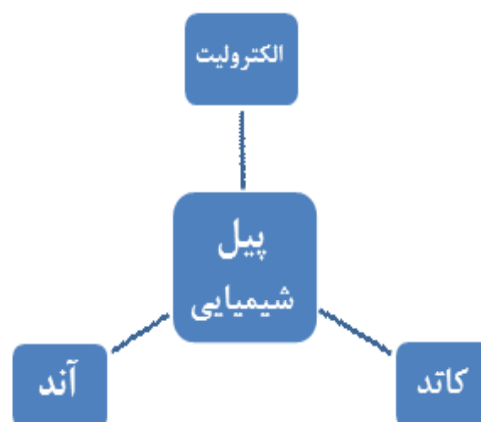 الکترولیت
پیل
شیمیایی
کاتد
آند